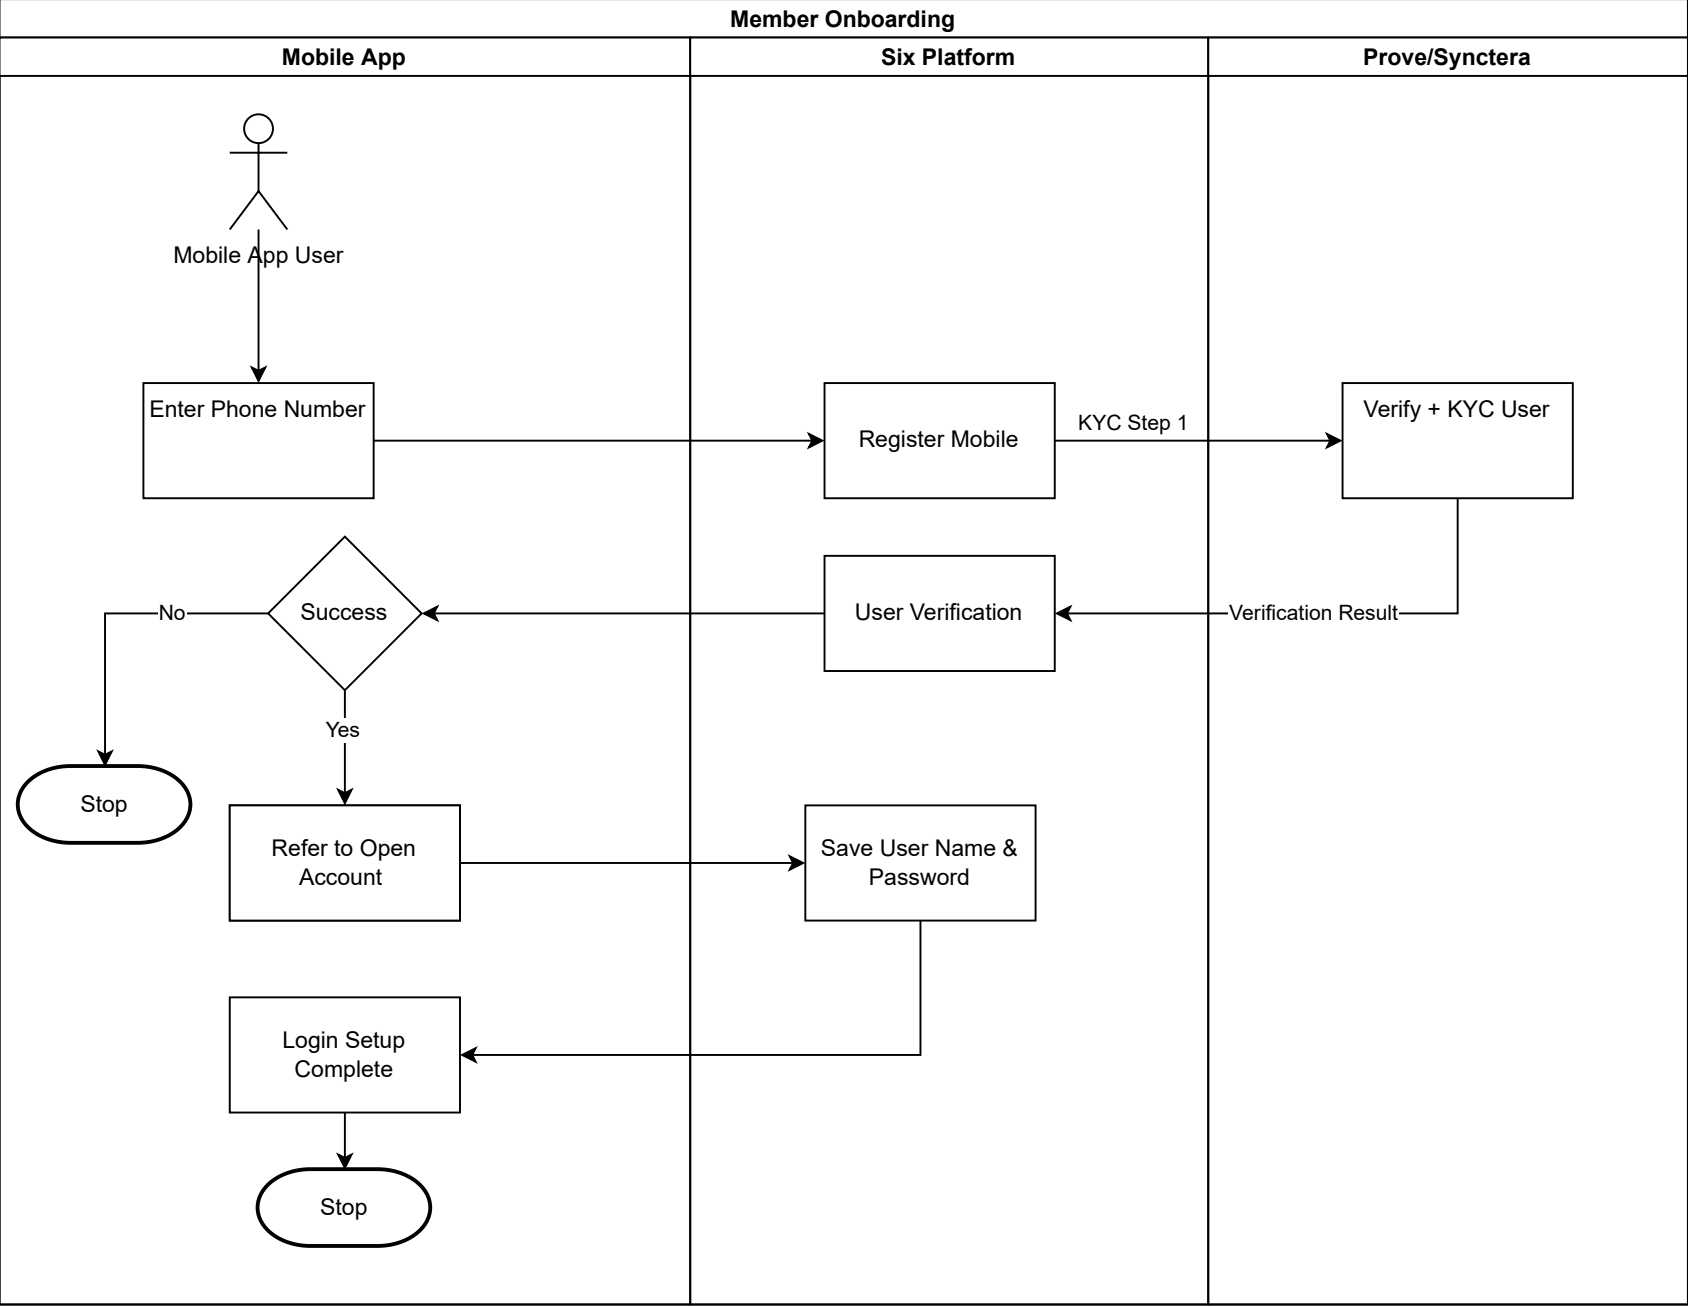 Member Onboarding
Mobile App
Six Platform
Prove/Synctera
Mobile App User
Enter Phone Number
Register Mobile
KYC Step 1
Verify + KYC User
No
Success
User Verification
Verification Result
Yes
Stop
Refer to Open
Account
Save User Name &
Password
Login Setup
Complete
Stop